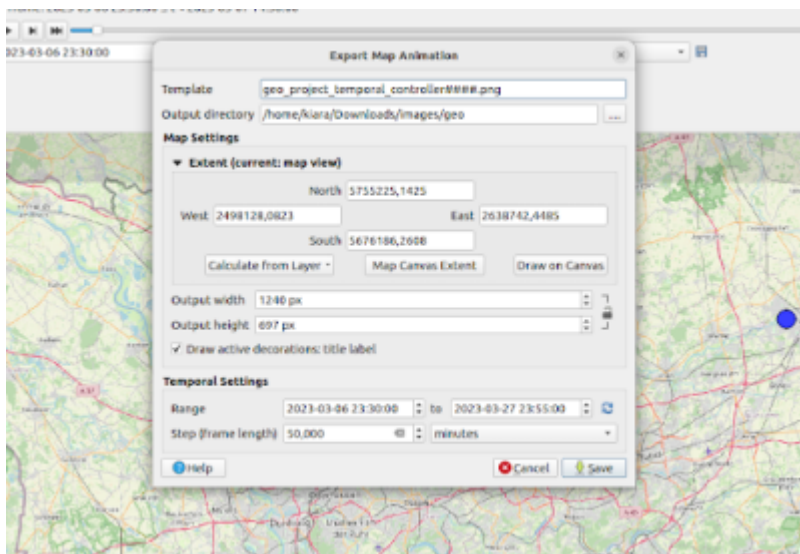 Export Map Animation
023-03-06 23:30:00
Template geo_project_temporal_controller####.png
Output directory /home/kiara/Downloads/images/geo ...
Map Settings
Extent (current: map view)
North 5755225,1425
West 2498128,0823 East 2638742,4485
South 5676186,2608
Calculate from Layer Map Canvas Extent Draw on Canvas
Output width 1240 px
Output height 697 px
Draw active decorations: title label
Temporal Settings
Range 2023-03-06 23:30:00 to 2023-03-27 23:55:00
Step (frame length) 50,000 minutes
Help Cancel Save